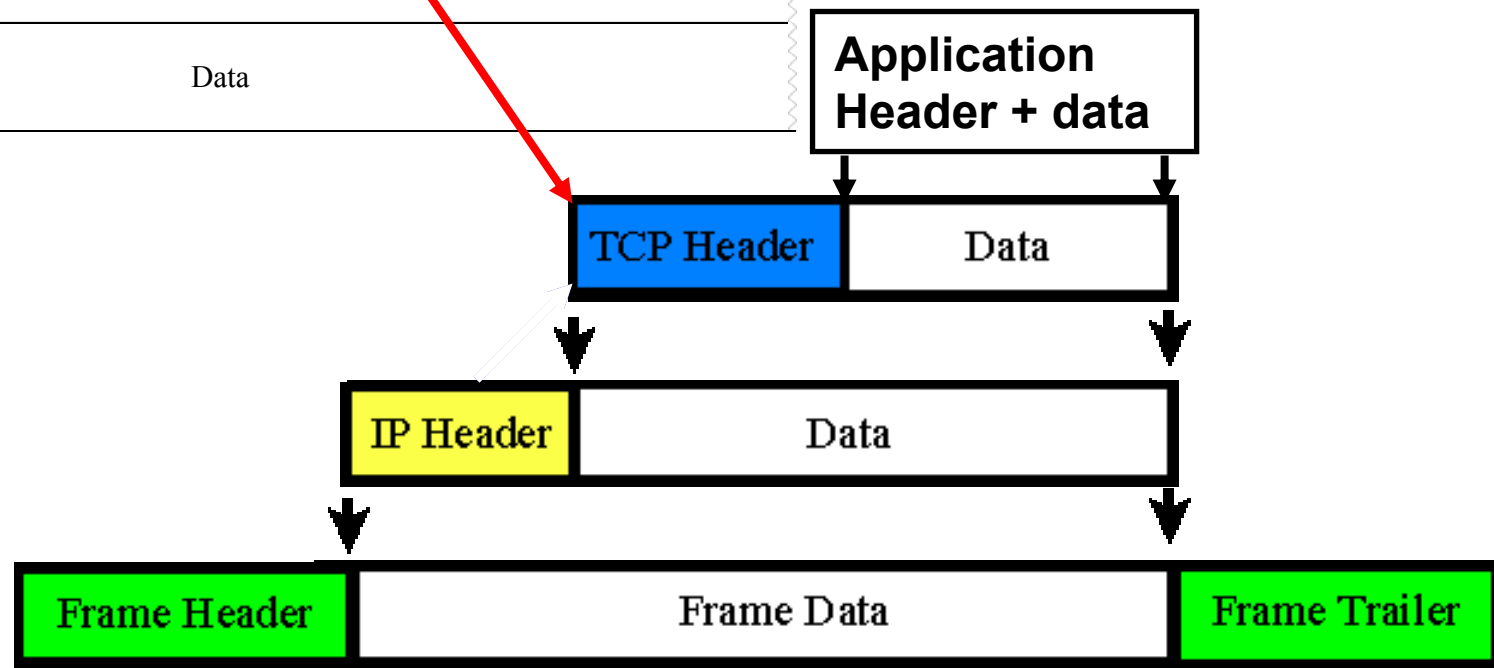 Data
Application
Header + data
TCP Header Data
IP Header Data
Frame Header Frame Data Frame Trailer